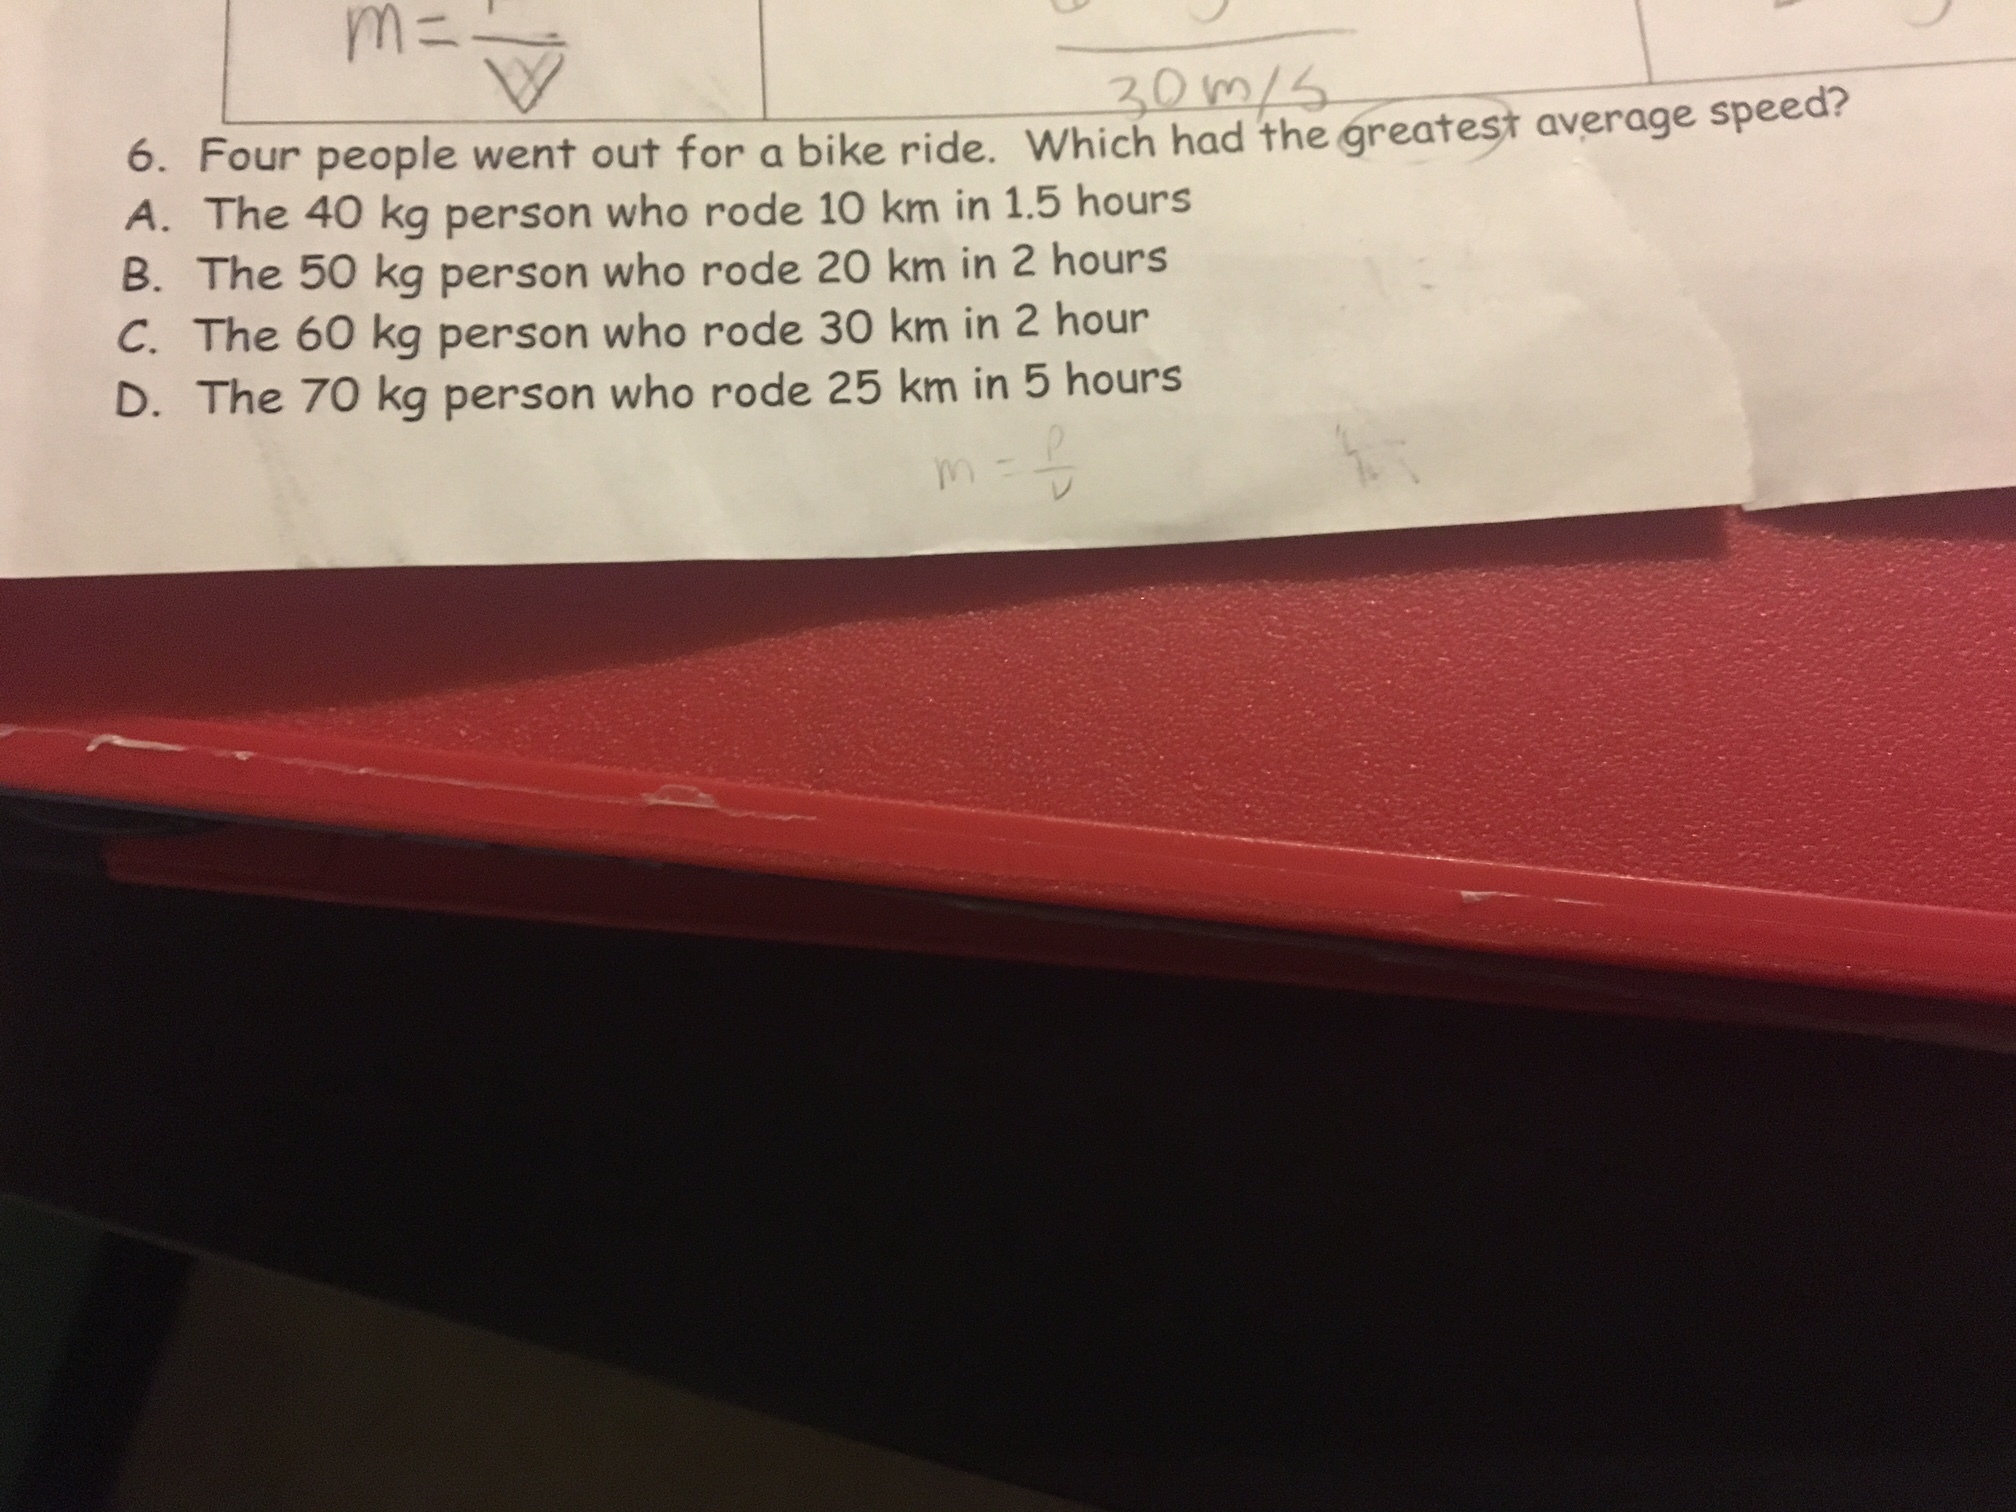 m=
V
30 m/s
6. Four people went out for a bike ride. Which had the greatest average speed?
A. The 40 kg person who rode 10 km in 1.5 hours
B. The 50 kg person who rode 20 km in 2 hours
C. The 60 kg person who rode 30 km in 2 hour
D. The 70 kg person who rode 25 km in 5 hours
m = p/v